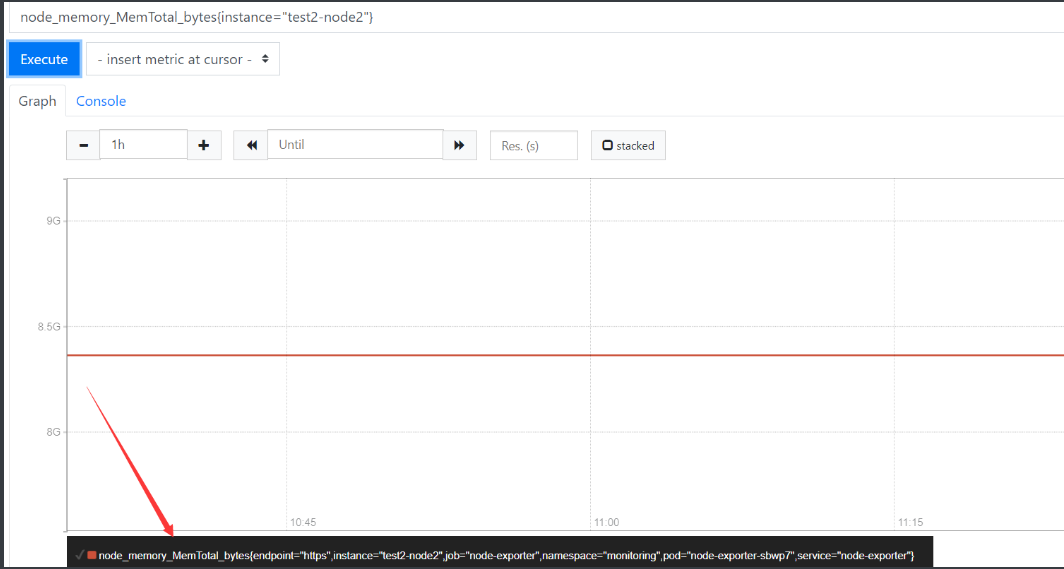 node_memory_MemTotal_bytes{instance="test2-node2"}
Execute - insert metric at cursor -
Graph Console
1h Until Res. (s) stacked
9G
8.5G
8G
10:45 11:00 11:15
node_memory_MemTotal_bytes{endpoint="https",instance="test2-node2",job="node-exporter",namespace="monitoring",pod="node-exporter-sbwp7",service="node-exporter"}